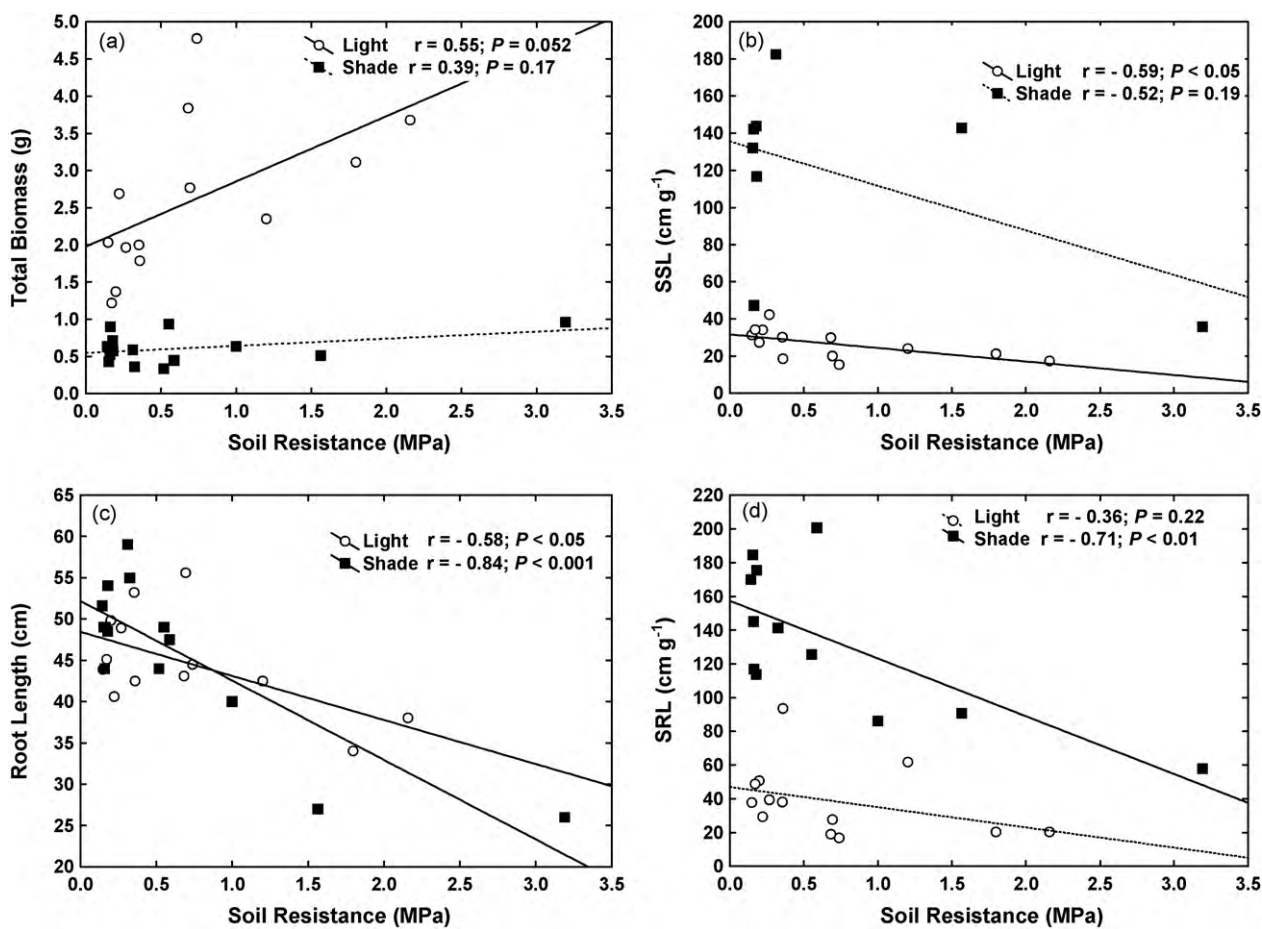 (a)
Light r = 0.55; P = 0.052
Shade r = 0.39; P = 0.17
Total Biomass (g)
5.0
4.5
4.0
3.5
3.0
2.5
2.0
1.5
1.0
0.5
0.0
0.0 0.5 1.0 1.5 2.0 2.5 3.0 3.5
Soil Resistance (MPa)
(b)
Light r = - 0.59; P < 0.05
Shade r = - 0.52; P = 0.19
SSL (cm g-1)
200
180
160
140
120
100
80
60
40
20
0
0.0 0.5 1.0 1.5 2.0 2.5 3.0 3.5
Soil Resistance (MPa)
(c)
Light r = - 0.58; P < 0.05
Shade r = - 0.84; P < 0.001
Root Length (cm)
65
60
55
50
45
40
35
30
25
20
0.0 0.5 1.0 1.5 2.0 2.5 3.0 3.5
Soil Resistance (MPa)
(d)
Light r = - 0.36; P = 0.22
Shade r = - 0.71; P < 0.01
SRL (cm g-1)
220
200
180
160
140
120
100
80
60
40
20
0
0.0 0.5 1.0 1.5 2.0 2.5 3.0 3.5
Soil Resistance (MPa)